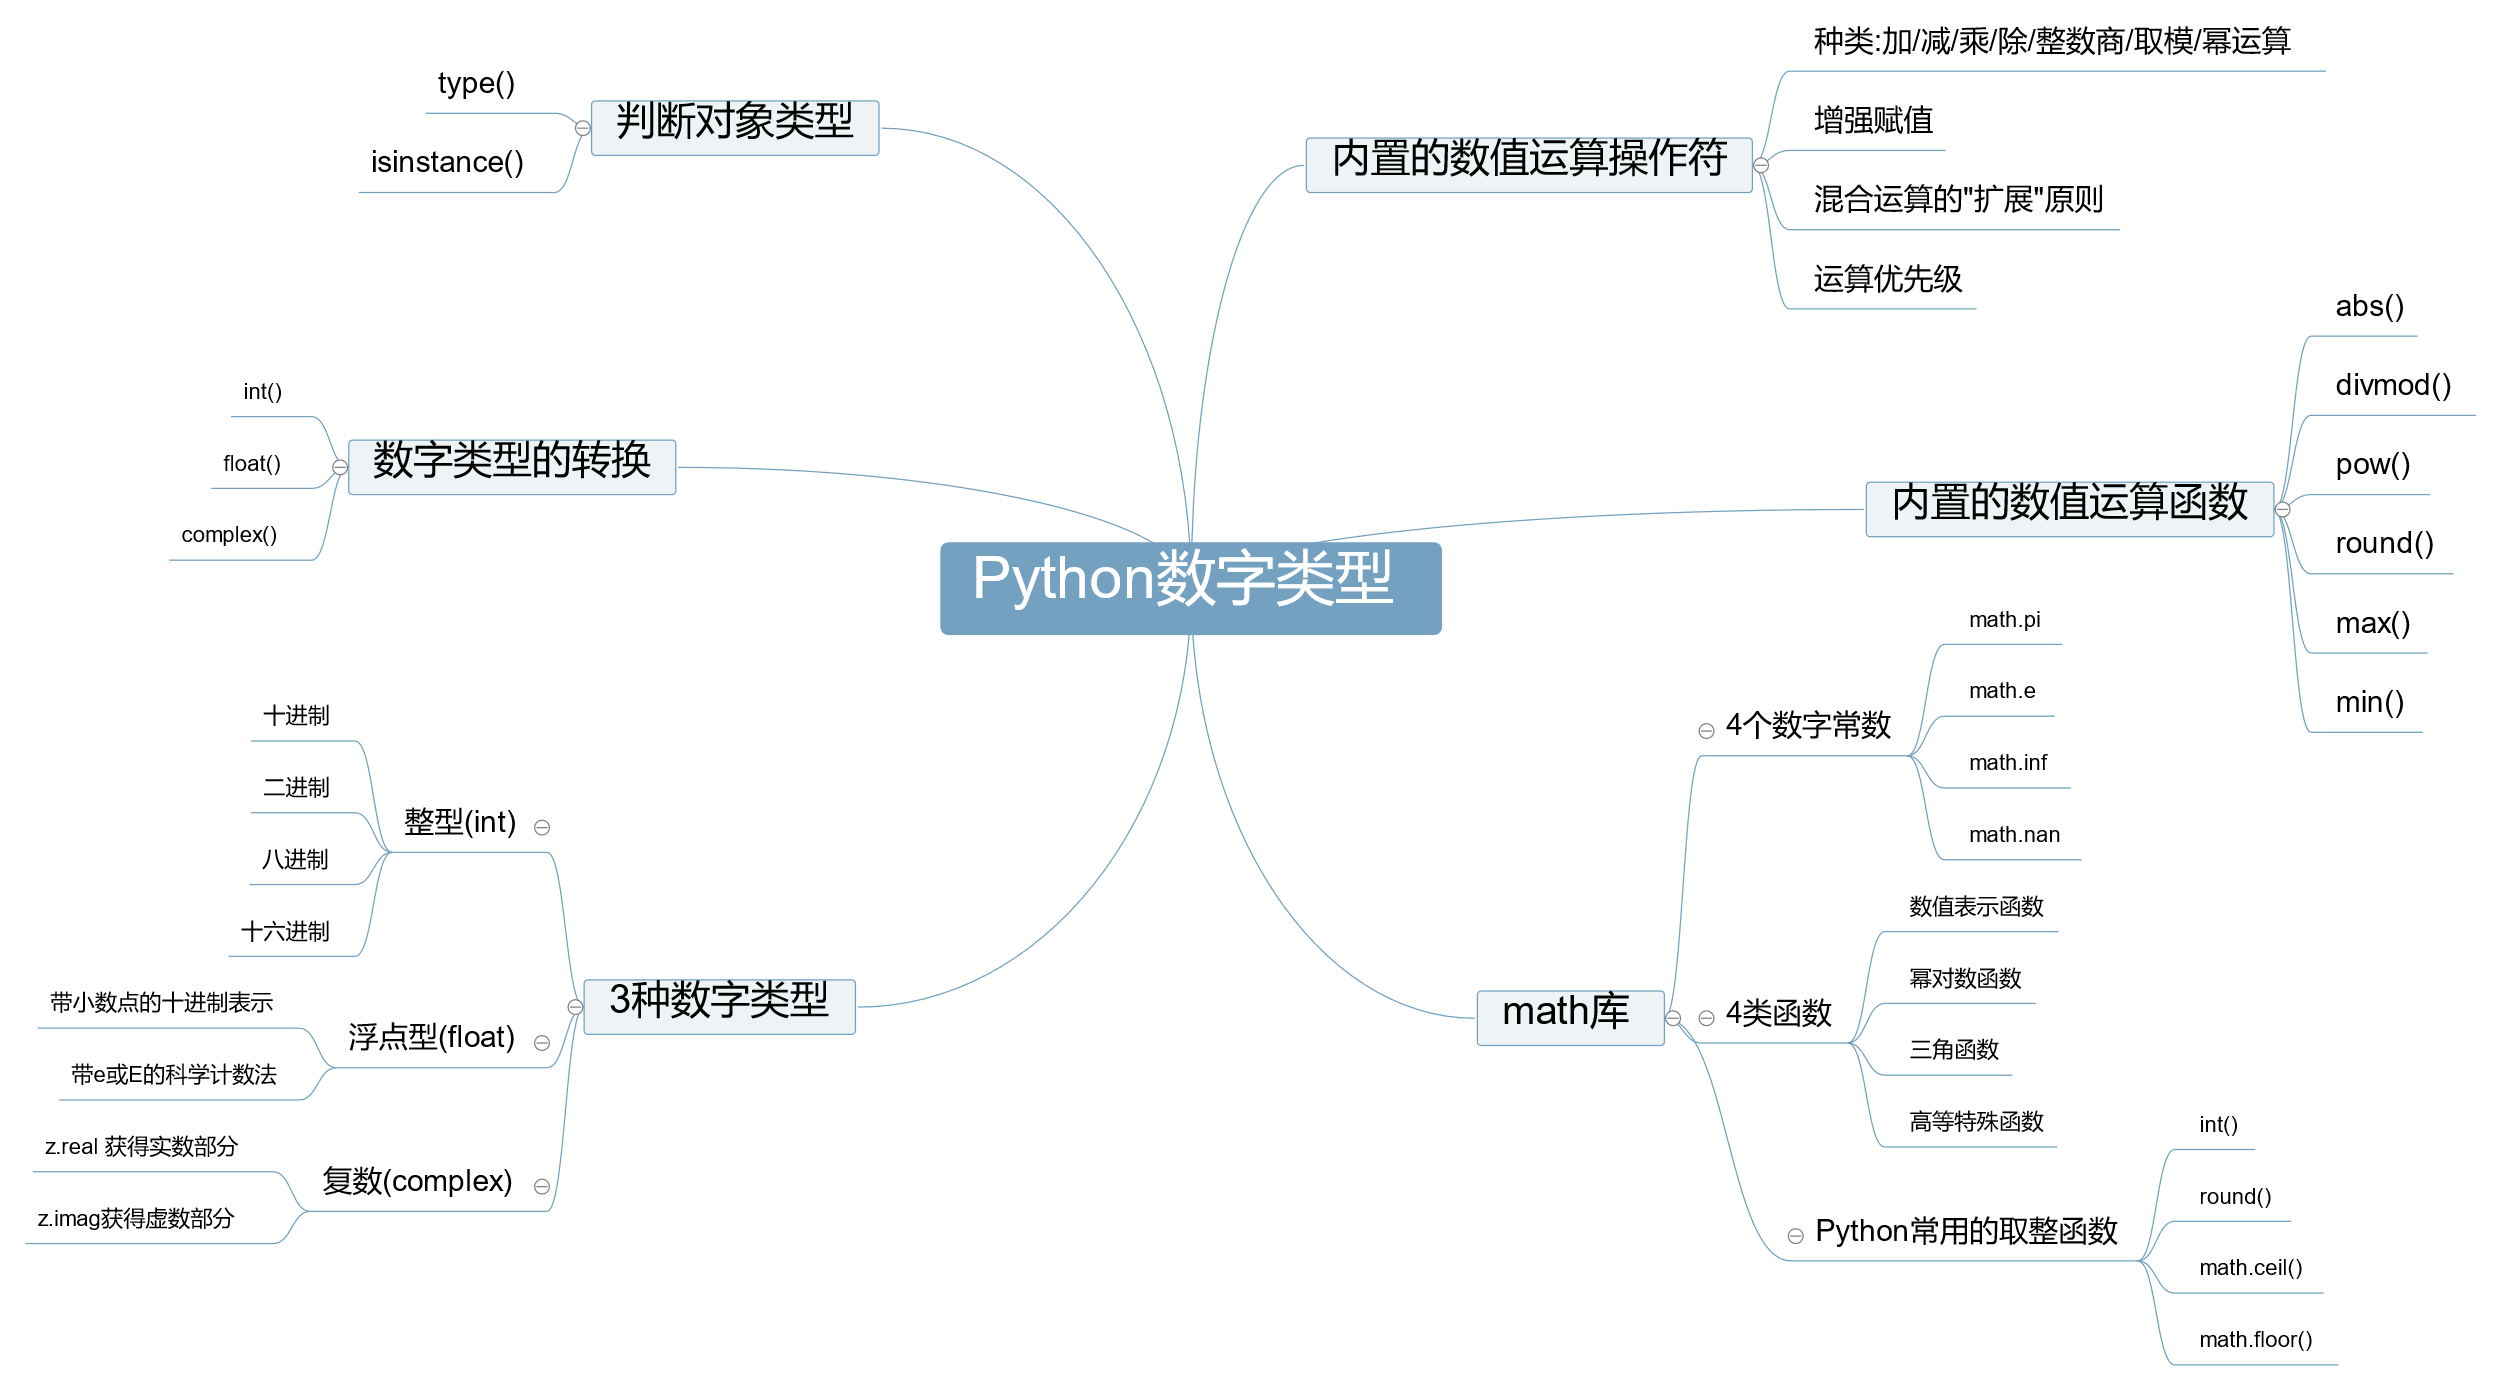 Python数字类型
内置的数值运算操作符
种类:加/减/乘/除/整数商/取模/幂运算
增强赋值
混合运算的"扩展"原则
运算优先级
内置的数值运算函数
abs()
divmod()
pow()
round()
max()
min()
math库
4个数字常数
math.pi
math.e
math.inf
math.nan
4类函数
数值表示函数
幂对数函数
三角函数
高等特殊函数
Python常用的取整函数
int()
round()
math.ceil()
math.floor()
判断对象类型
type()
isinstance()
数字类型的转换
int()
float()
complex()
3种数字类型
整型(int)
十进制
二进制
八进制
十六进制
浮点型(float)
带小数点的十进制表示
带e或E的科学计数法
复数(complex)
z.real 获得实数部分
z.imag获得虚数部分